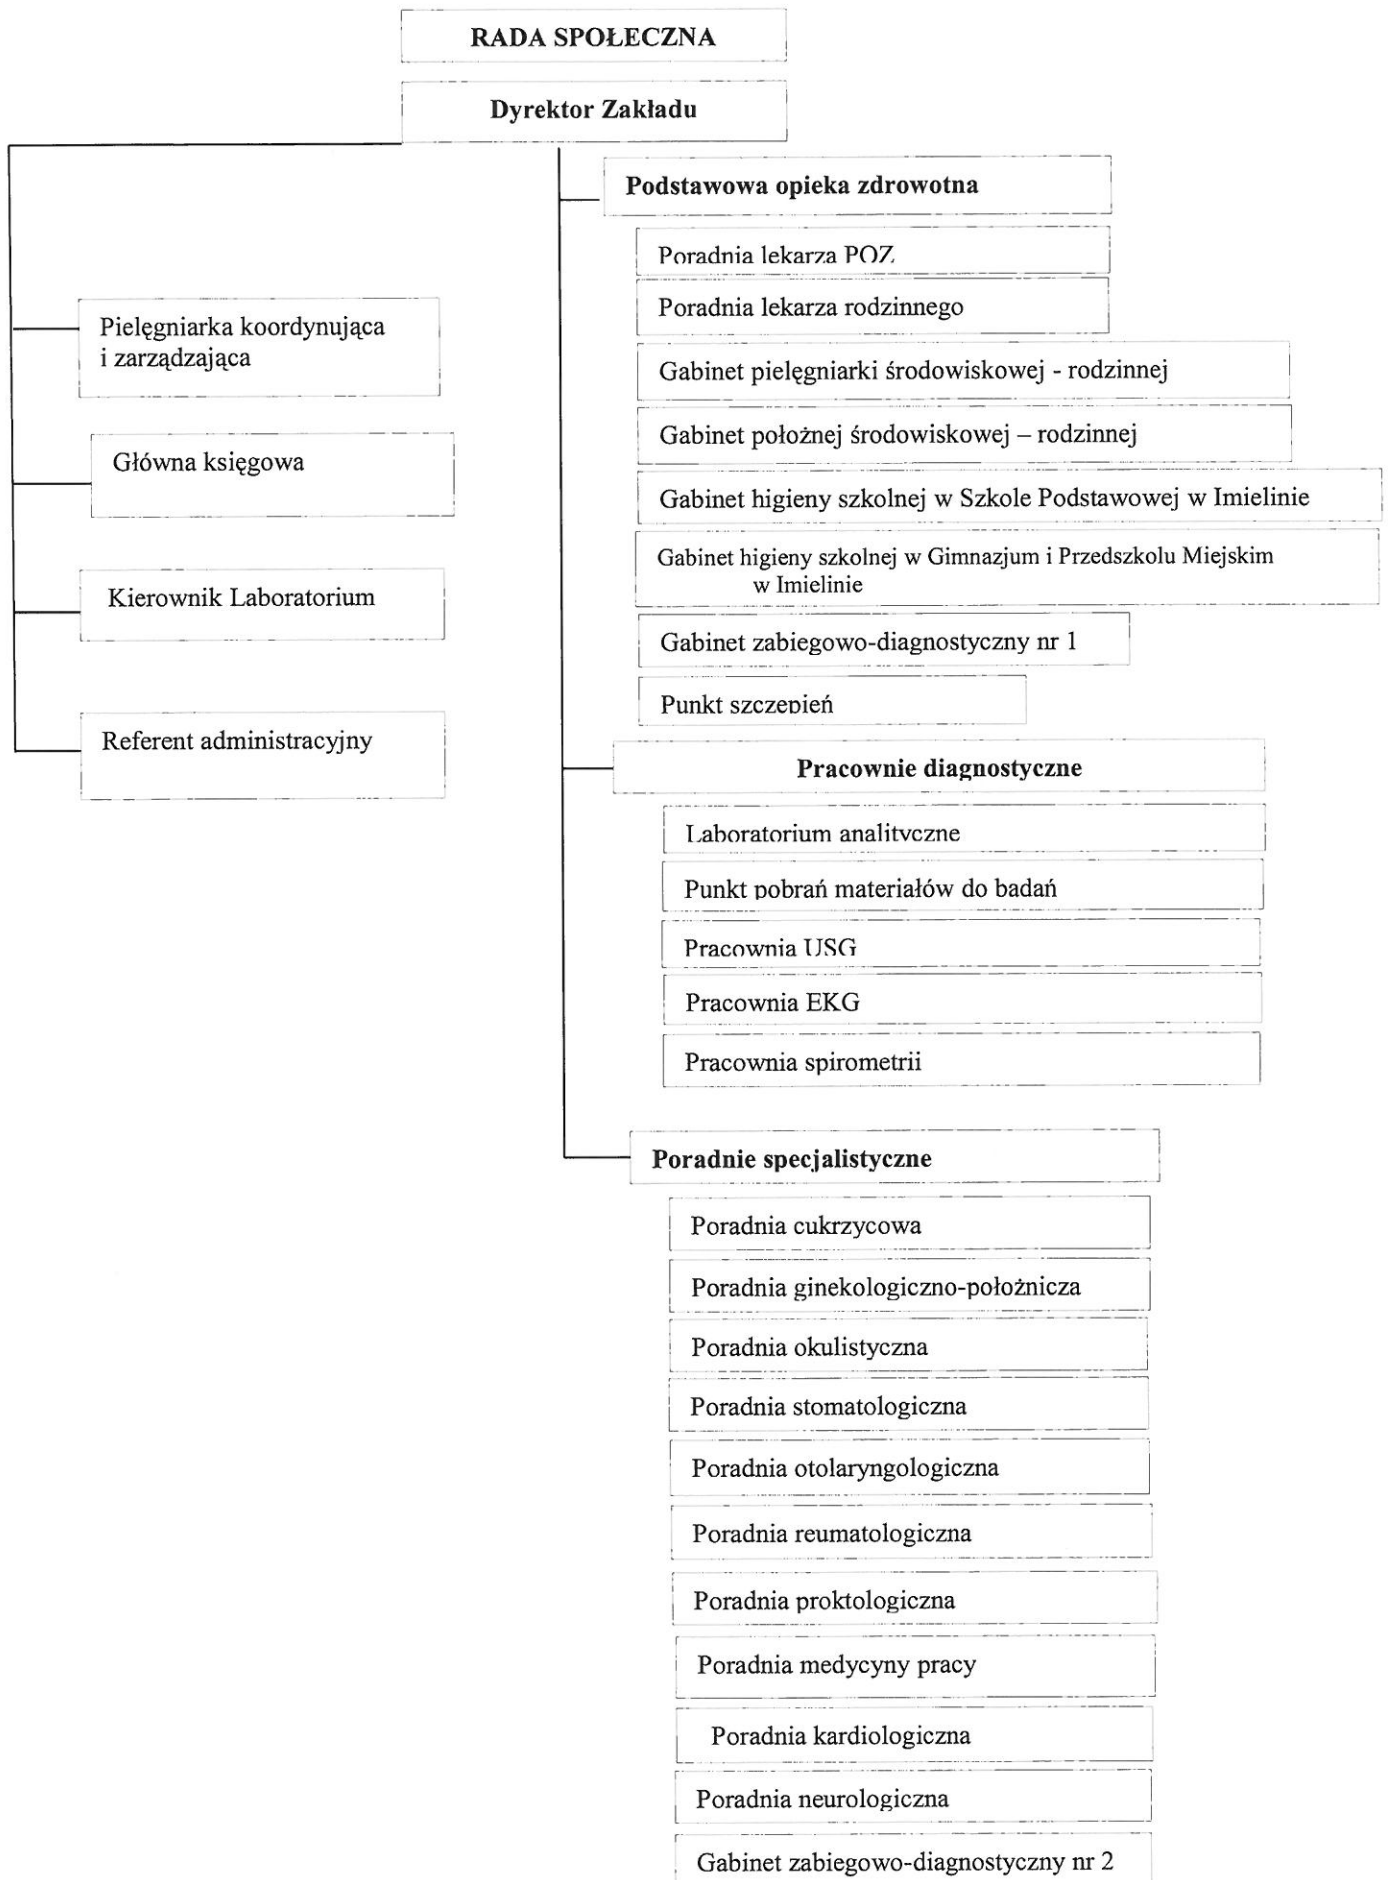 RADA SPOŁECZNA
Dyrektor Zakładu
Pielęgniarka koordynująca
i zarządzająca
Główna księgowa
Kierownik Laboratorium
Referent administracyjny
Podstawowa opieka zdrowotna
Poradnia lekarza POZ
Poradnia lekarza rodzinnego
Gabinet pielęgniarki środowiskowej - rodzinnej
Gabinet położnej środowiskowej – rodzinnej
Gabinet higieny szkolnej w Szkole Podstawowej w Imielinie
Gabinet higieny szkolnej w Gimnazjum i Przedszkolu Miejskim
w Imielinie
Gabinet zabiegowo-diagnostyczny nr 1
Punkt szczepień
Pracownie diagnostyczne
Laboratorium analityczne
Punkt pobrań materiałów do badań
Pracownia USG
Pracownia EKG
Pracownia spirometrii
Poradnie specjalistyczne
Poradnia cukrzycowa
Poradnia ginekologiczno-położnicza
Poradnia okulistyczna
Poradnia stomatologiczna
Poradnia otolaryngologiczna
Poradnia reumatologiczna
Poradnia proktologiczna
Poradnia medycyny pracy
Poradnia kardiologiczna
Poradnia neurologiczna
Gabinet zabiegowo-diagnostyczny nr 2